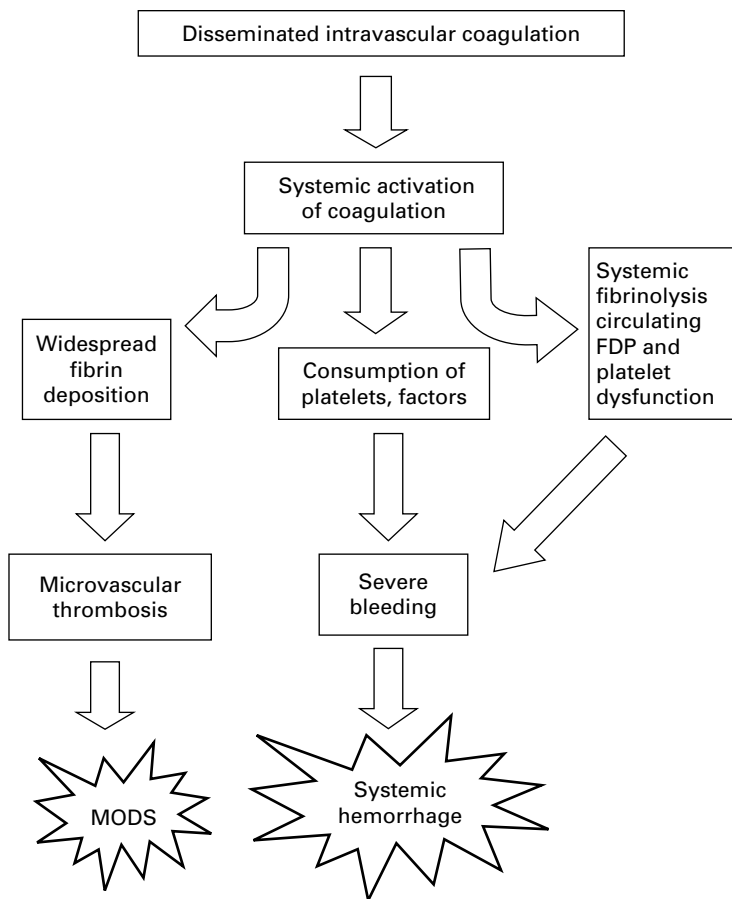 Disseminated intravascular coagulation
Systemic activation
of coagulation
Widespread
fibrin
deposition
Consumption of
platelets, factors
Systemic
fibrinolysis
circulating
FDP and
platelet
dysfunction
Microvascular
thrombosis
Severe
bleeding
MODS
Systemic
hemorrhage